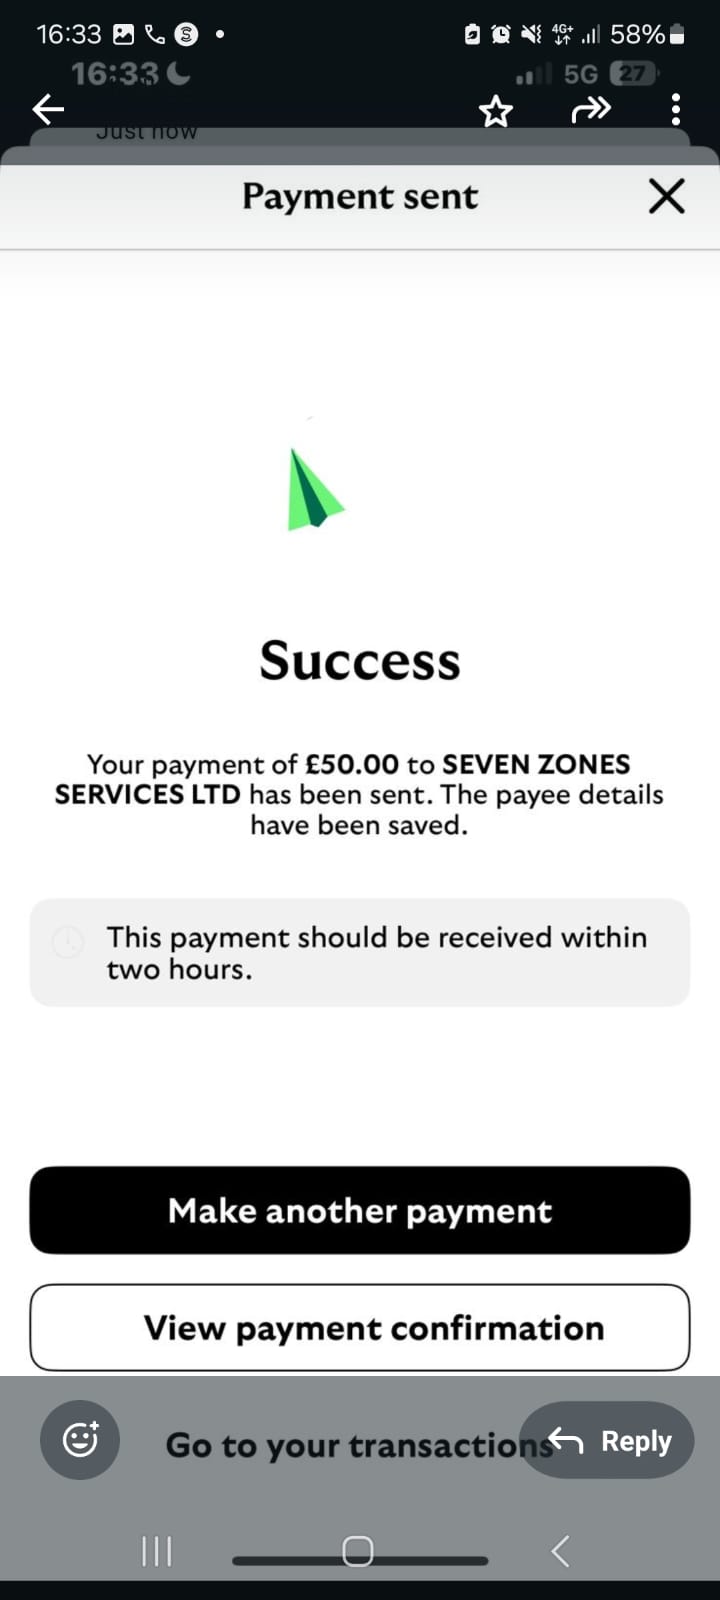 16:33 4G+ 58%
16:33 5G 27
Just now
Payment sent
Success
Your payment of £50.00 to SEVEN ZONES
SERVICES LTD has been sent. The payee details
have been saved.
This payment should be received within
two hours.
Make another payment
View payment confirmation
Go to your transactions
Reply